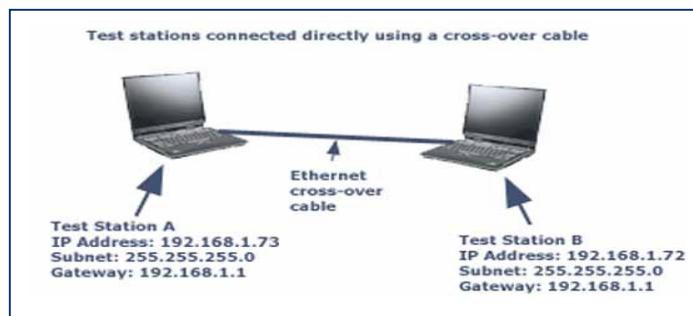 Test stations connected directly using a cross-over cable
Ethernet
cross-over
cable
Test Station A
IP Address: 192.168.1.73
Subnet: 255.255.255.0
Gateway: 192.168.1.1
Test Station B
IP Address: 192.168.1.72
Subnet: 255.255.255.0
Gateway: 192.168.1.1